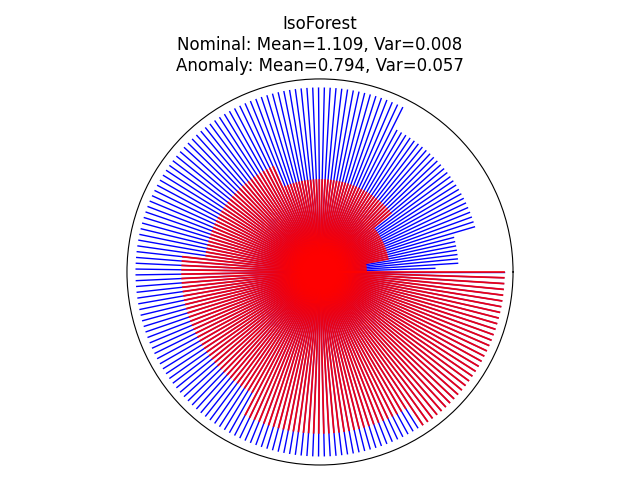 IsoForest
Nominal: Mean=1.109, Var=0.008
Anomaly: Mean=0.794, Var=0.057